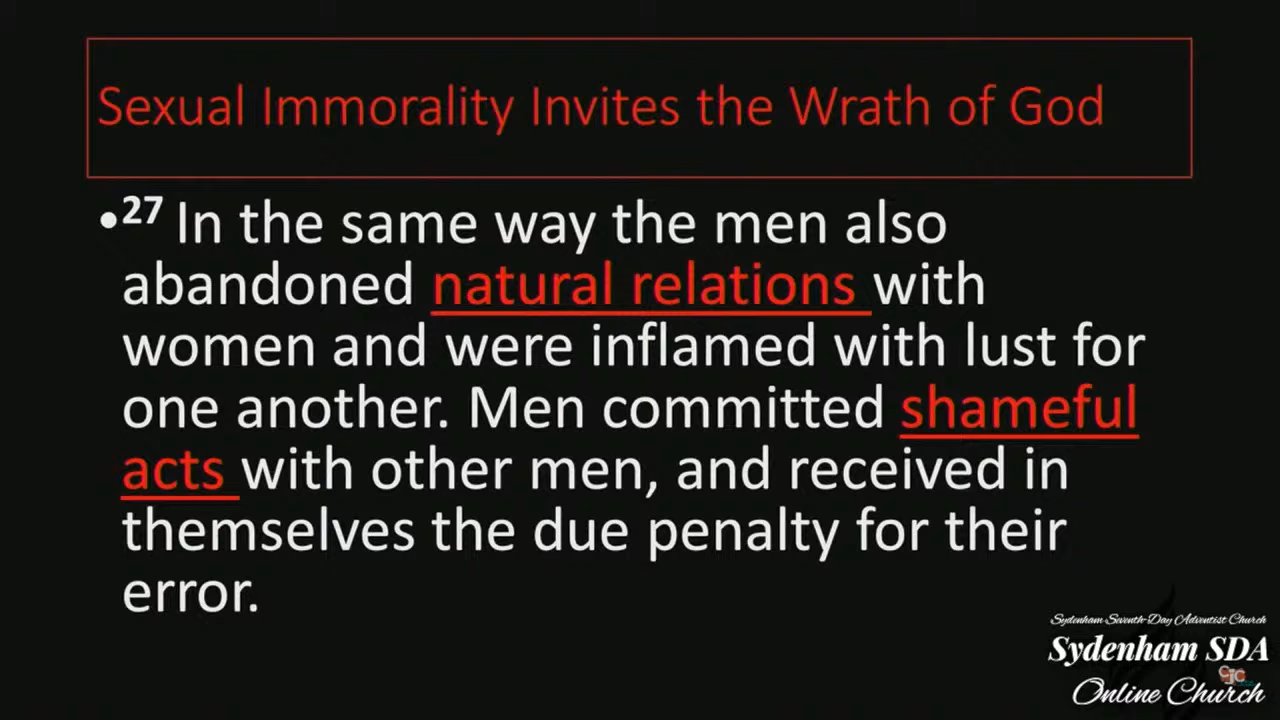 Sexual Immorality Invites the Wrath of God
•27 In the same way the men also
abandoned natural relations with
women and were inflamed with lust for
one another. Men committed shameful
acts with other men, and received in
themselves the due penalty for their
error.
Sydenham Seventh-Day Adventist Church
Sydenham SDA
Online Church